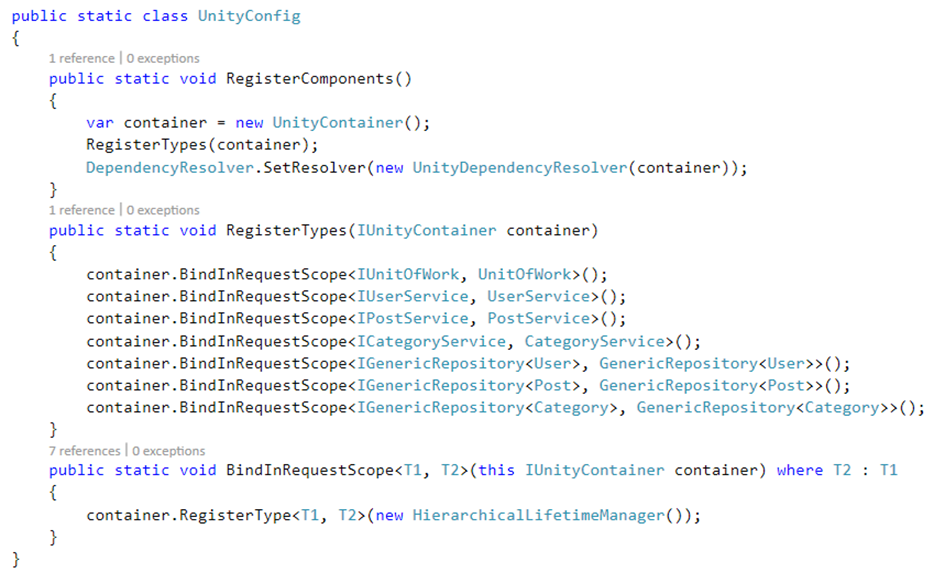 public static class UnityConfig
{
    1 reference | 0 exceptions
    public static void RegisterComponents()
    {
        var container = new UnityContainer();
        RegisterTypes(container);
        DependencyResolver.SetResolver(new UnityDependencyResolver(container));
    }
    1 reference | 0 exceptions
    public static void RegisterTypes(IUnityContainer container)
    {
        container.BindInRequestScope<IUnitOfWork, UnitOfWork>();
        container.BindInRequestScope<IUserService, UserService>();
        container.BindInRequestScope<IPostService, PostService>();
        container.BindInRequestScope<ICategoryService, CategoryService>();
        container.BindInRequestScope<IGenericRepository<User>, GenericRepository<User>>();
        container.BindInRequestScope<IGenericRepository<Post>, GenericRepository<Post>>();
        container.BindInRequestScope<IGenericRepository<Category>, GenericRepository<Category>>();
    }
    7 references | 0 exceptions
    public static void BindInRequestScope<T1, T2>(this IUnityContainer container) where T2 : T1
    {
        container.RegisterType<T1, T2>(new HierarchicalLifetimeManager());
    }
}